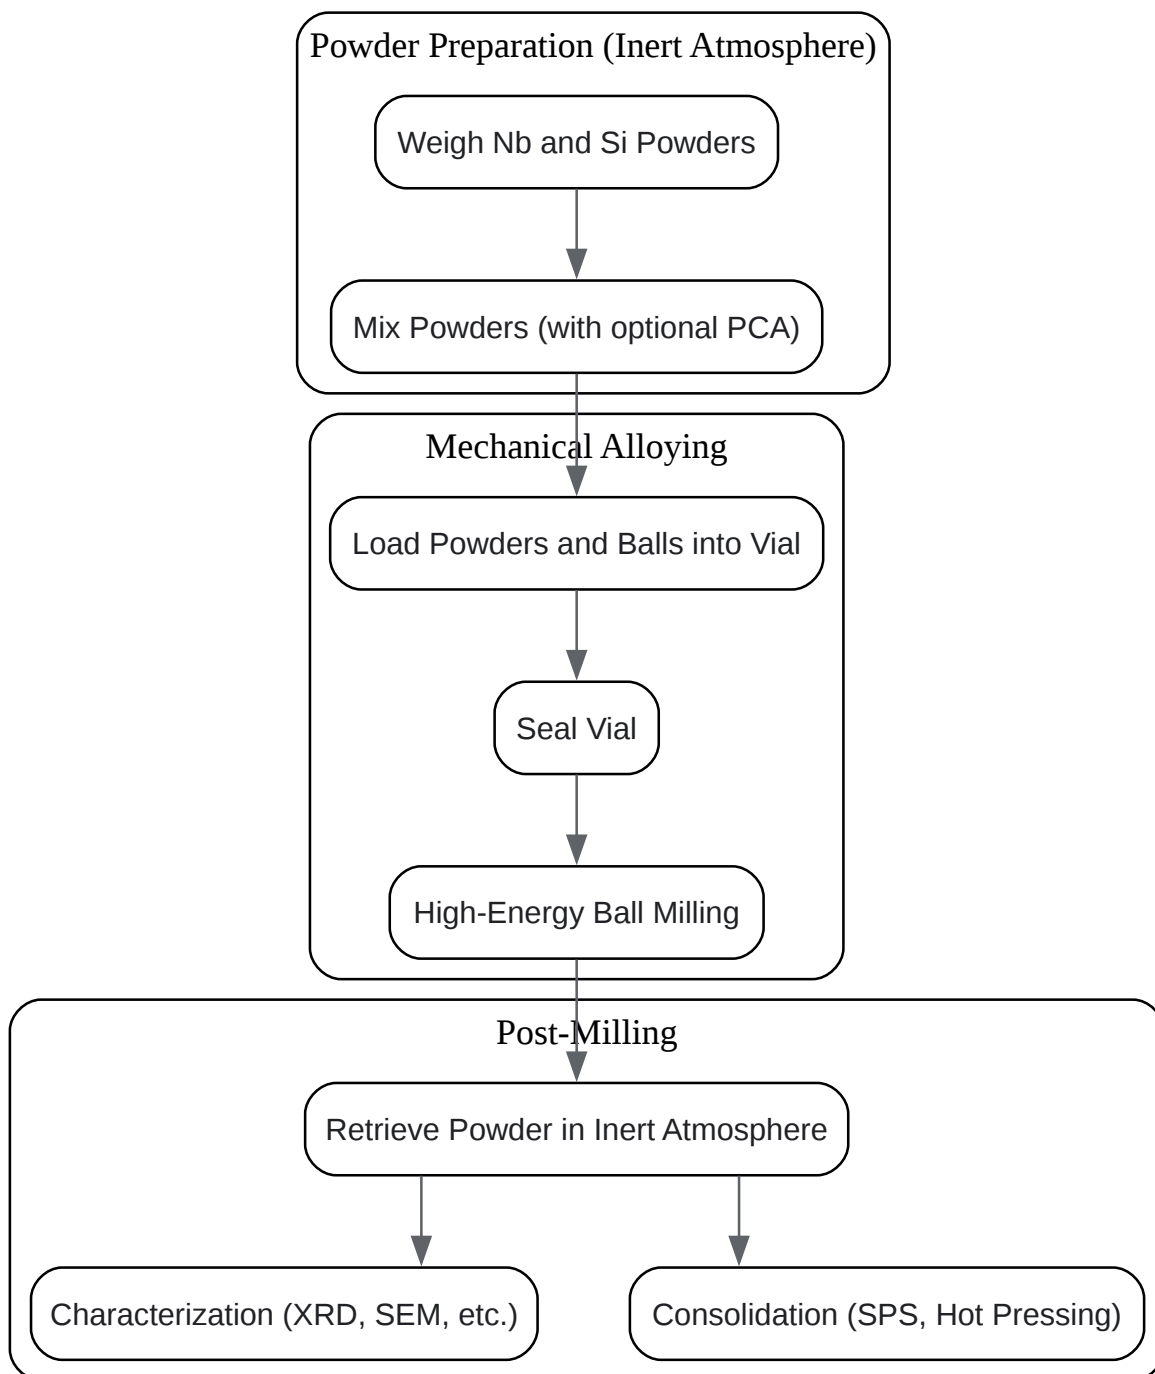 Powder Preparation (Inert Atmosphere)
Weigh Nb and Si Powders
Mix Powders (with optional PCA)
Mechanical Alloying
Load Powders and Balls into Vial
Seal Vial
High-Energy Ball Milling
Post-Milling
Retrieve Powder in Inert Atmosphere
Characterization (XRD, SEM, etc.)
Consolidation (SPS, Hot Pressing)